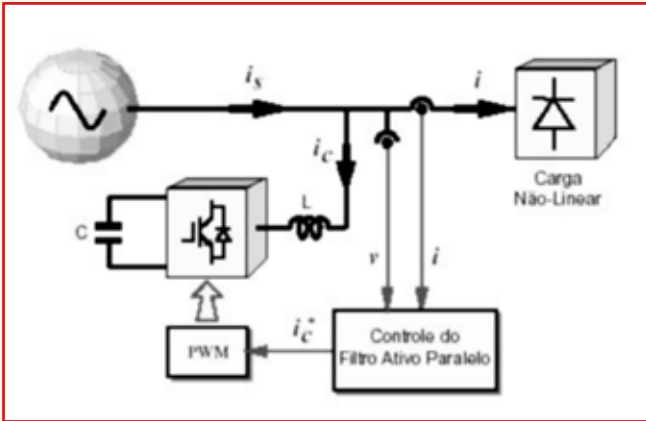 i_s
i
Carga
Não-Linear
i_c
L
C
v
i
PWM
i_c^*
Controle do
Filtro Ativo Paralelo